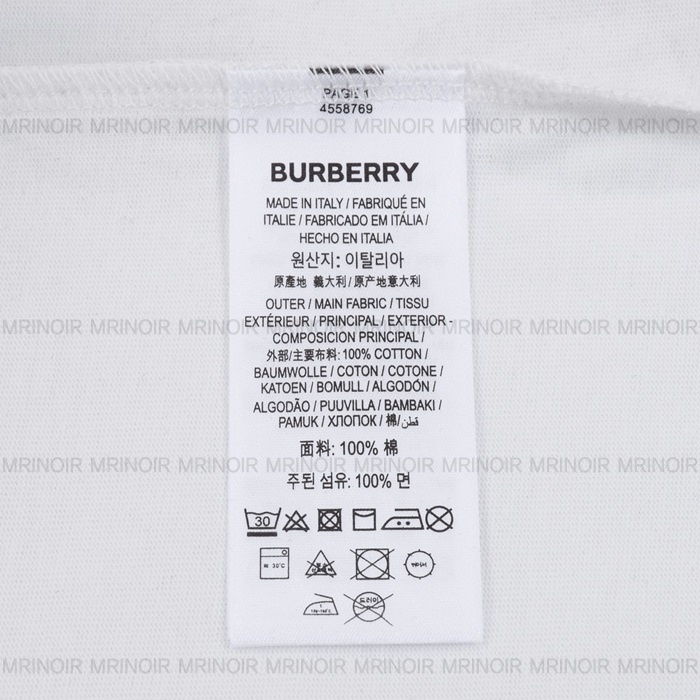 PAGE 1
4558769
BURBERRY
MADE IN ITALY / FABRIQUÉ EN
ITALIE / FABRICADO EM ITÁLIA /
HECHO EN ITALIA
원산지: 이탈리아
原產地 義大利 / 原产地意大利
OUTER / MAIN FABRIC / TISSU
EXTÉRIEUR / PRINCIPAL / EXTERIOR -
COMPOSICION PRINCIPAL /
外部/主要布料: 100% COTTON /
BAUMWOLLE / COTON / COTONE /
KATOEN / BOMULL / ALGODÓN /
ALGODÃO / PUUVILLA / BAMBAKI /
PAMUK / ХЛОПОК / 棉/قطن
面料: 100% 棉
주된 섬유: 100% 면
30
30℃
드라이
MRINOIR MRINOIR MRINOIR MRINOIR MRINOIR MRINOIR
MRINOIR MRINOIR MRINOIR MRINOIR MRINOIR MRINOIR
MRINOIR MRINOIR MRINOIR MRINOIR MRINOIR MRINOIR
MRINOIR MRINOIR MRINOIR MRINOIR MRINOIR MRINOIR